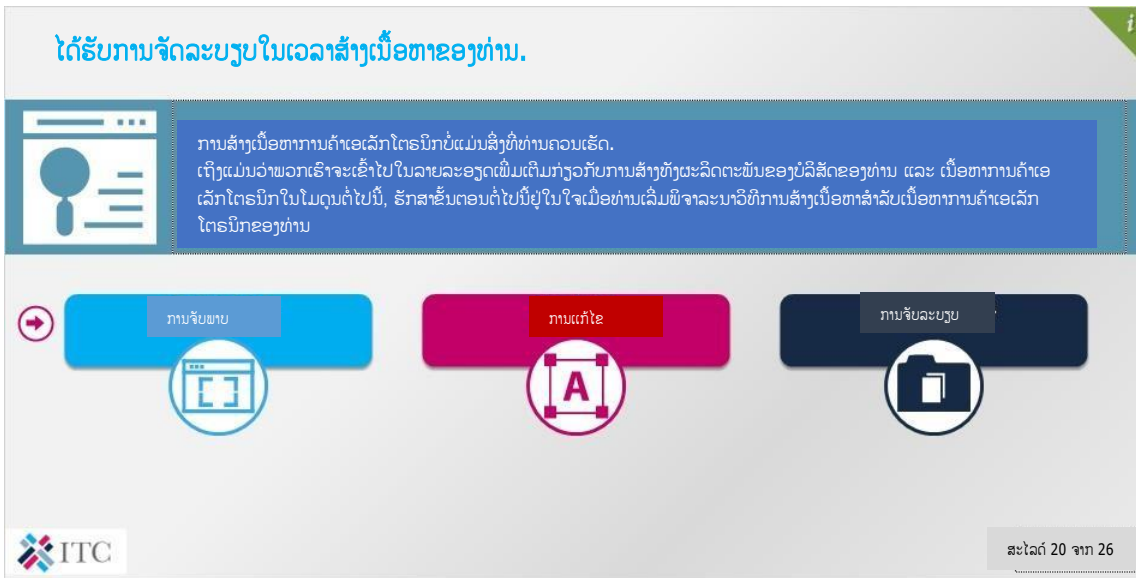 ໄດ້ຮັບການຈັດລະບຽບໃນເວລາສ້າງເນື້ອຫາຂອງທ່ານ.
ການສ້າງເນື້ອຫາການຄ້າເອເລັກໂຕຣນິກບໍ່ແມ່ນສິ່ງທີ່ທ່ານຄວນເຮັດ.
ເຖິງແມ່ນວ່າພວກເຮົາຈະເຂົ້າໄປໃນລາຍລະອຽດເພີ່ມເຕີມກ່ຽວກັບການສ້າງທັງຜະລິດຕະພັນຂອງບໍລິສັດຂອງທ່ານ ແລະ ເນື້ອຫາການຄ້າເອ
ເລັກໂຕຣນິກໃນໂມດູນຕໍ່ໄປນີ້, ຮັກສາຂັ້ນຕອນຕໍ່ໄປນີ້ຢູ່ໃນໃຈເມື່ອທ່ານເລີ່ມພິຈາລະນາວິທີການສ້າງເນື້ອຫາສຳລັບເນື້ອຫາການຄ້າເອເລັກ
ໂຕຣນິກຂອງທ່ານ
ການຈັບພາບ
ການແກ້ໄຂ
ການຈັບລະບຽບ
A
ITC
ສະໄລດ໌ 20 ຈາກ 26